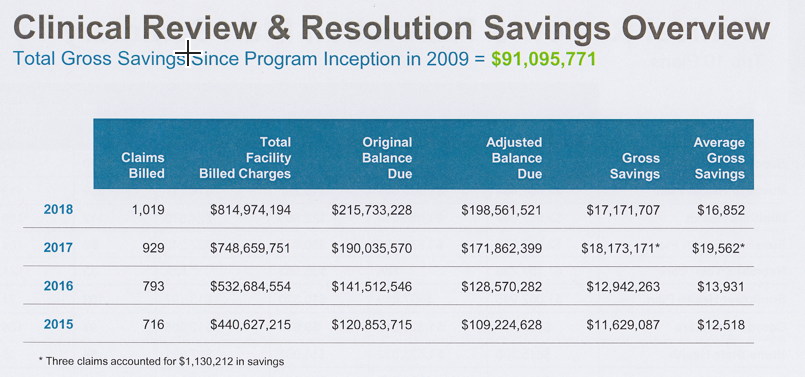 Clinical Review & Resolution Savings Overview
Total Gross Savings Since Program Inception in 2009 = $91,095,771
Claims Billed Total Facility Billed Charges Original Balance Due Adjusted Balance Due Gross Savings Average Gross Savings
2018 1,019 $814,974,194 $215,733,228 $198,561,521 $17,171,707 $16,852
2017 929 $748,659,751 $190,035,570 $171,862,399 $18,173,171* $19,562*
2016 793 $532,684,554 $141,512,546 $128,570,282 $12,942,263 $13,931
2015 716 $440,627,215 $120,853,715 $109,224,628 $11,629,087 $12,518
* Three claims accounted for $1,130,212 in savings